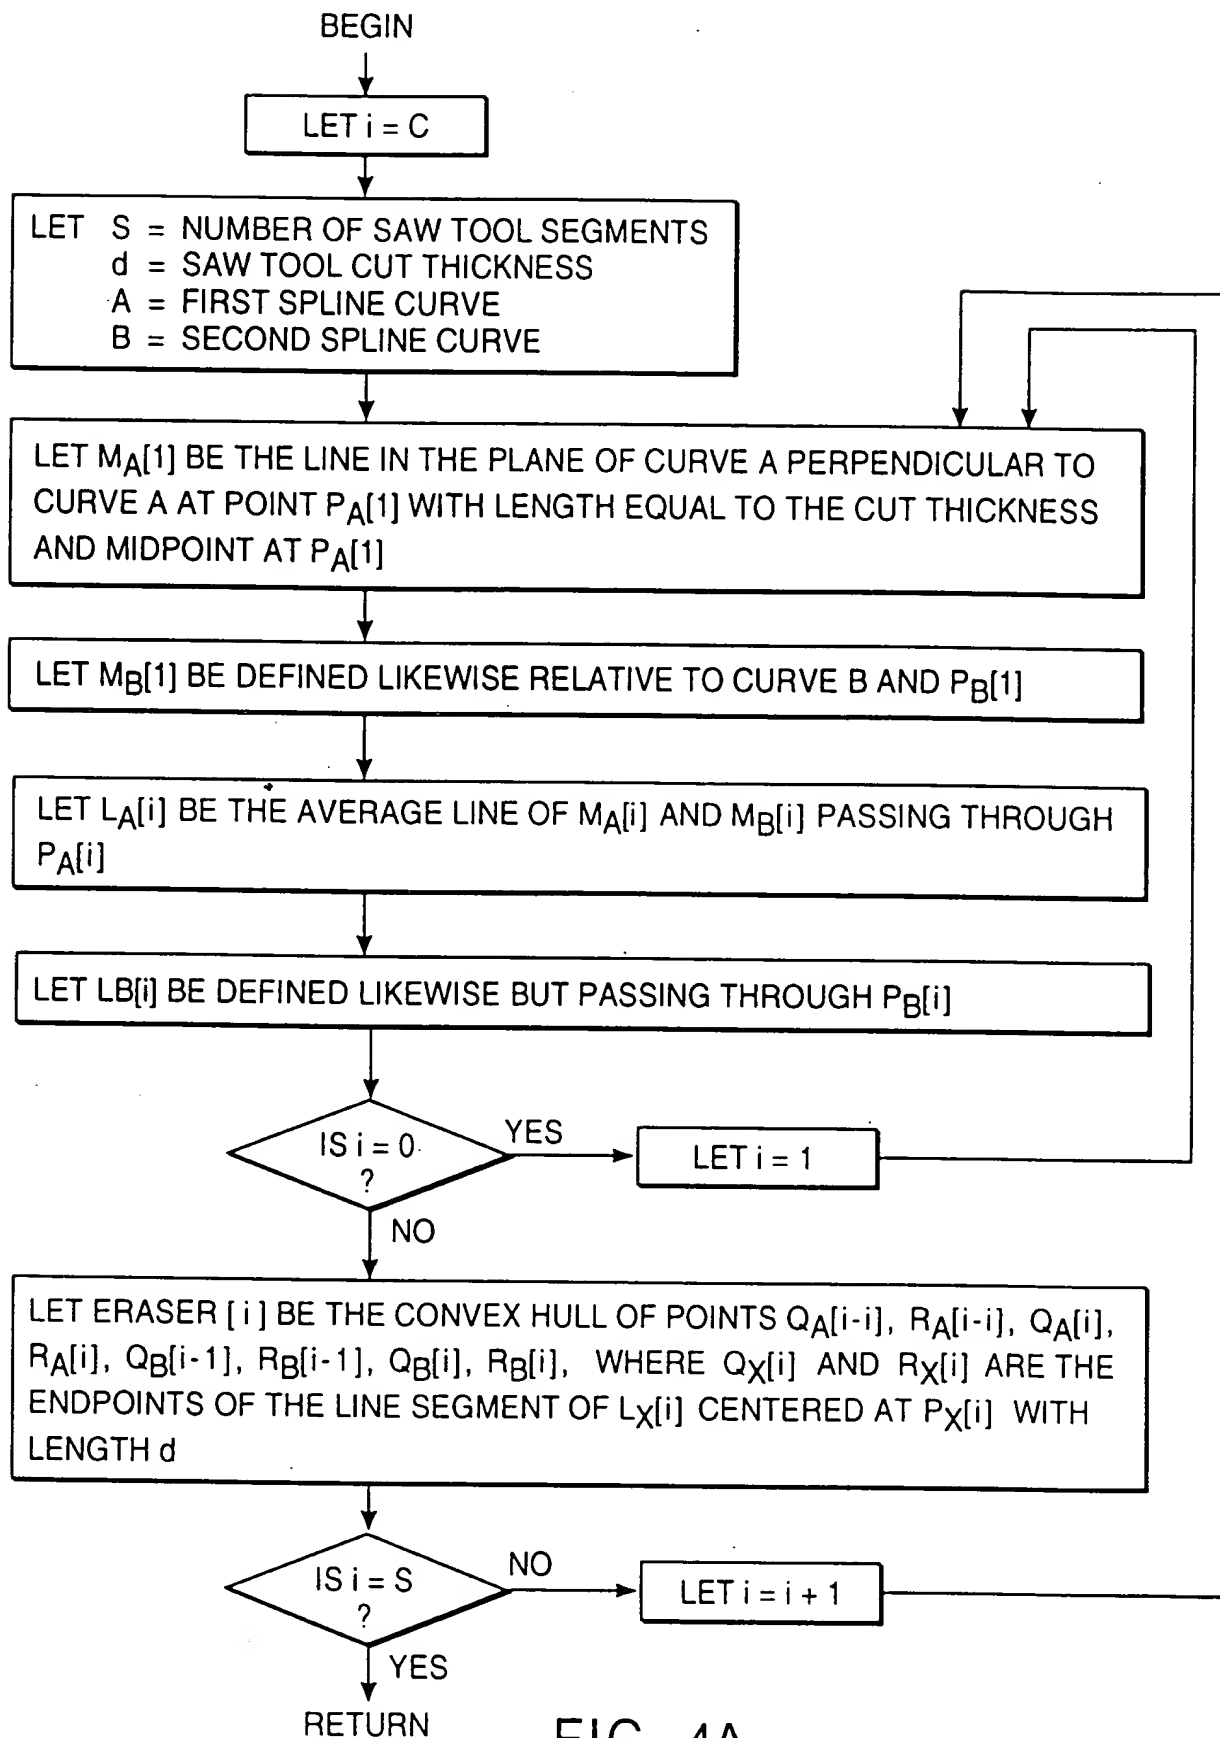 BEGIN
LET i = C
LET S = NUMBER OF SAW TOOL SEGMENTS
d = SAW TOOL CUT THICKNESS
A = FIRST SPLINE CURVE
B = SECOND SPLINE CURVE
LET MA[1] BE THE LINE IN THE PLANE OF CURVE A PERPENDICULAR TO
CURVE A AT POINT PA[1] WITH LENGTH EQUAL TO THE CUT THICKNESS
AND MIDPOINT AT PA[1]
LET MB[1] BE DEFINED LIKEWISE RELATIVE TO CURVE B AND PB[1]
LET LA[i] BE THE AVERAGE LINE OF MA[i] AND MB[i] PASSING THROUGH
PA[i]
LET LB[i] BE DEFINED LIKEWISE BUT PASSING THROUGH PB[i]
IS i = 0
?
YES
LET i = 1
NO
LET ERASER [i] BE THE CONVEX HULL OF POINTS QA[i-i], RA[i-i], QA[i],
RA[i], QB[i-1], RB[i-1], QB[i], RB[i], WHERE QX[i] AND RX[i] ARE THE
ENDPOINTS OF THE LINE SEGMENT OF LX[i] CENTERED AT PX[i] WITH
LENGTH d
IS i = S
?
NO
LET i = i + 1
YES
RETURN
FIG. 4A